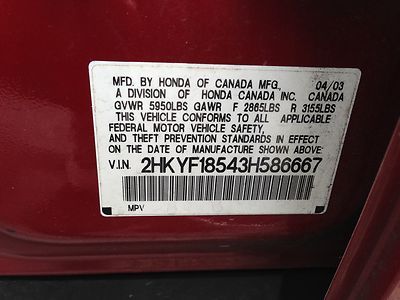 MFD. BY HONDA OF CANADA MFG. 04/03
A DIVISION OF HONDA CANADA INC. CANADA
GVWR 5950LBS GAWR F 2865LBS R 3155LBS
THIS VEHICLE CONFORMS TO ALL APPLICABLE
FEDERAL MOTOR VEHICLE SAFETY,
AND THEFT PREVENTION STANDARDS IN EFFECT
ON THE DATE OF MANUFACTURE SHOWN ABOVE.
V.I.N. 2HKYF18543H586667
MPV